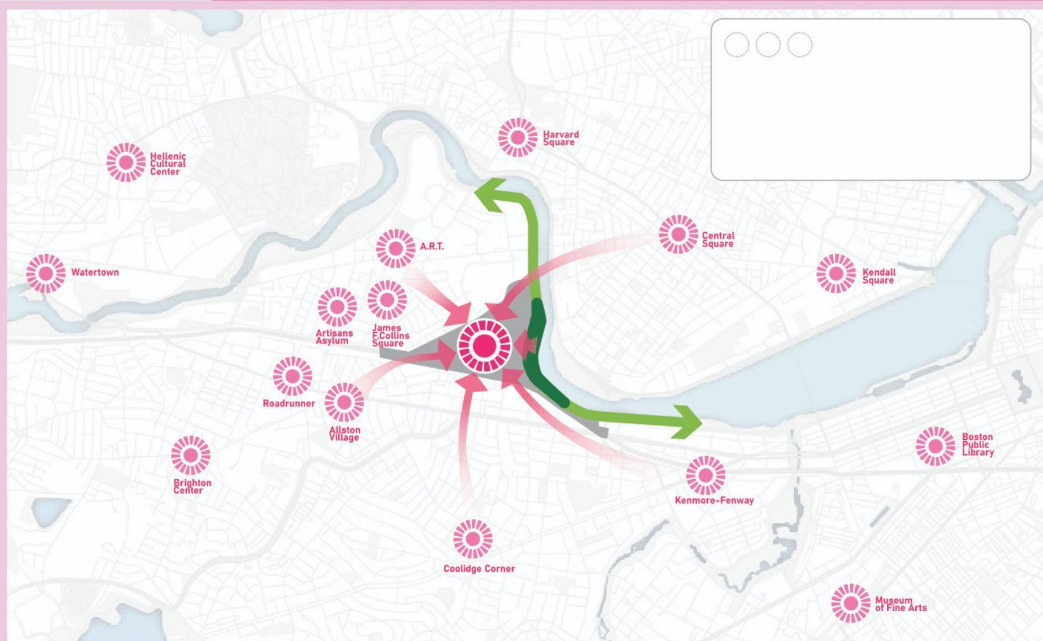 Harvard
Square
Hellenic
Cultural
Center
Central
Square
A.R.T.
Watertown
Kendall
Square
Artisans
Asylum
James
F.Collins
Square
Roadrunner
Allston
Village
Boston
Public
Library
Brighton
Center
Kenmore-Fenway
Coolidge Corner
Museum
of Fine Arts